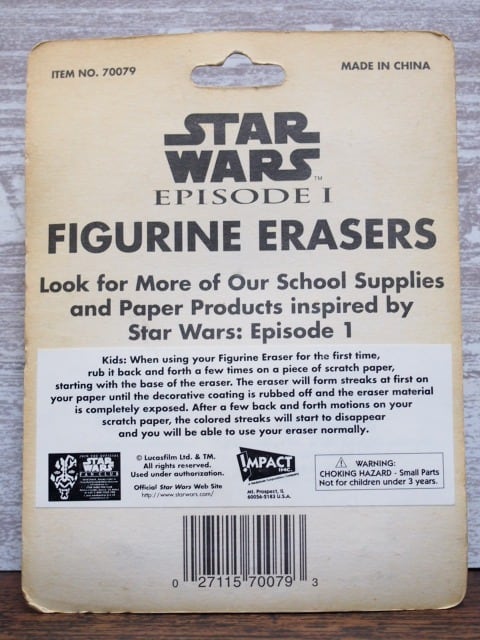 ITEM NO. 70079
MADE IN CHINA
STAR
WARS™
EPISODE I
FIGURINE ERASERS
Look for More of Our School Supplies
and Paper Products inspired by
Star Wars: Episode 1
Kids: When using your Figurine Eraser for the first time,
rub it back and forth a few times on a piece of scratch paper,
starting with the base of the eraser. The eraser will form streaks at first on
your paper until the decorative coating is rubbed off and the eraser material
is completely exposed. After a few back and forth motions on your
scratch paper, the colored streaks will start to disappear
and you will be able to use your eraser normally.
STAR
WARS
FAN CLUB
© Lucasfilm Ltd. & TM.
All rights reserved.
Used under authorization.
Official Star Wars Web Site
http://www.starwars.com/
IMPACT
INC.
Mt. Prospect, IL
60056-2183 U.S.A.
WARNING:
CHOKING HAZARD - Small Parts
Not for children under 3 years.
0 27115 70079 3